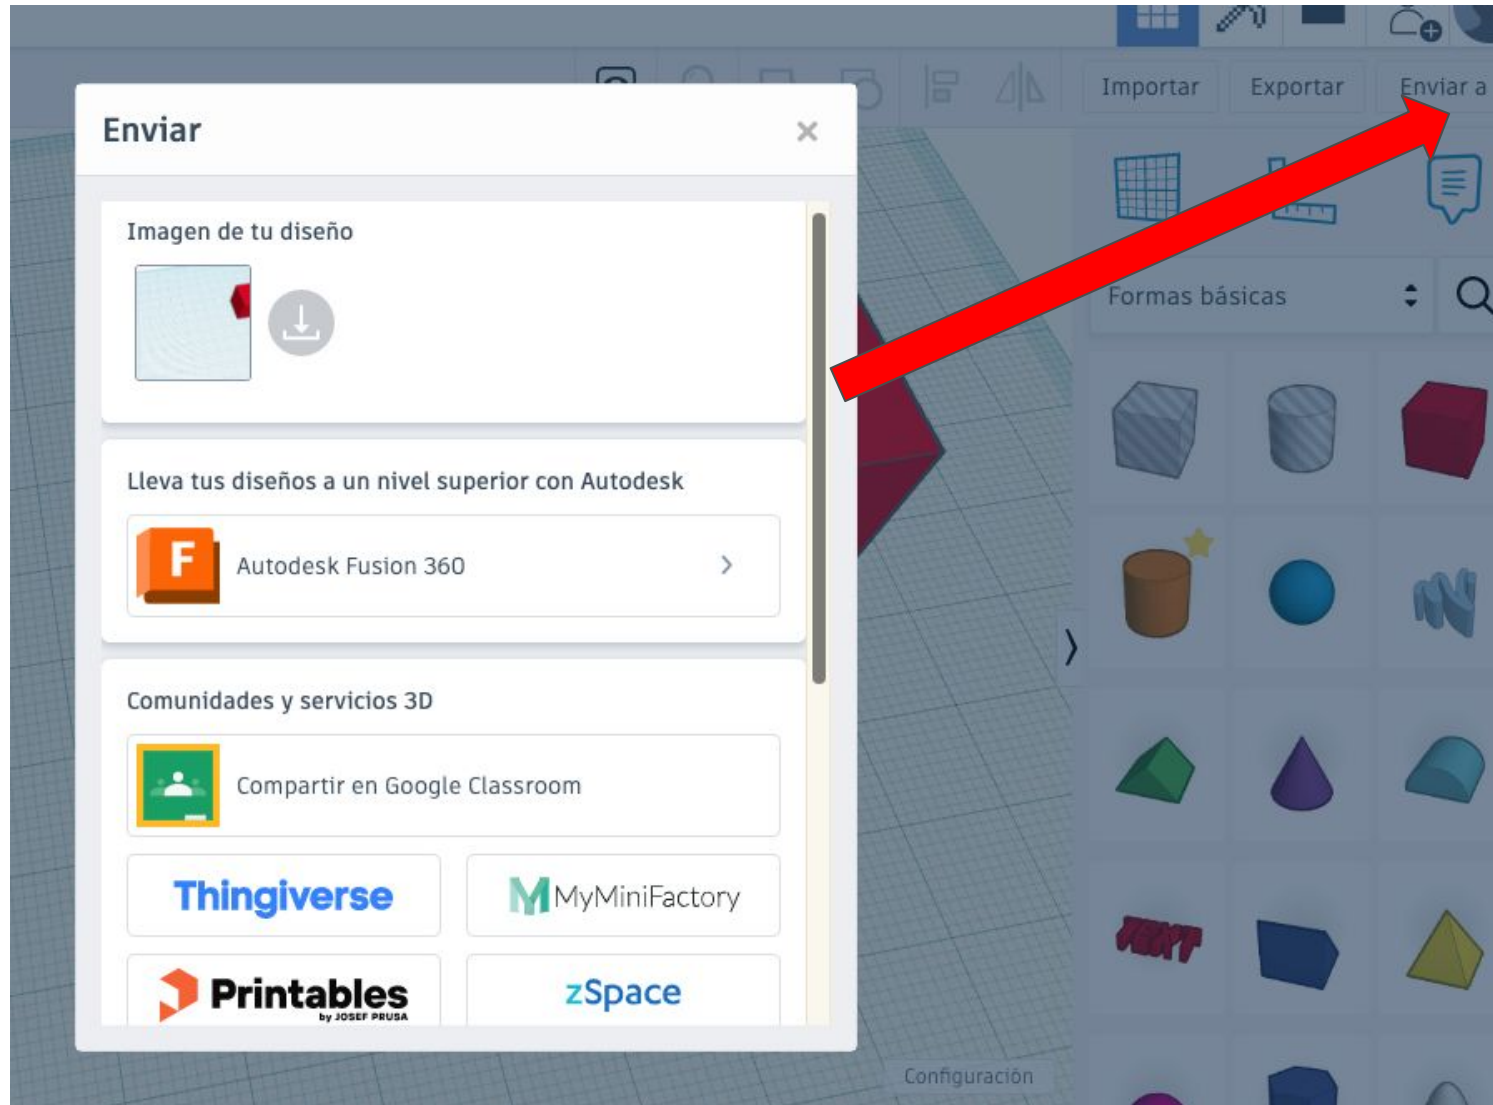 Importar
Exportar
Enviar a
Enviar
Imagen de tu diseño
Formas básicas
Lleva tus diseños a un nivel superior con Autodesk
F
Autodesk Fusion 360
Comunidades y servicios 3D
Compartir en Google Classroom
Thingiverse
MyMiniFactory
TEXT
Printables
by JOSEF PRUSA
zSpace
Configuración